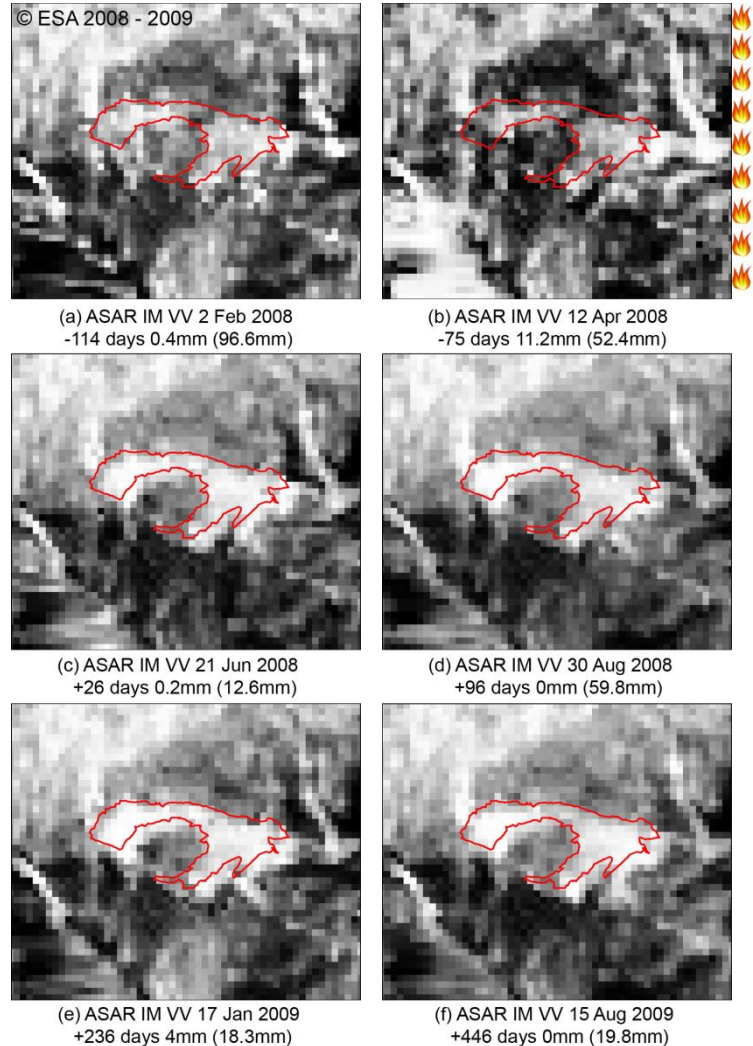 © ESA 2008 - 2009
(a) ASAR IM VV 2 Feb 2008
-114 days 0.4mm (96.6mm)
(b) ASAR IM VV 12 Apr 2008
-75 days 11.2mm (52.4mm)
(c) ASAR IM VV 21 Jun 2008
+26 days 0.2mm (12.6mm)
(d) ASAR IM VV 30 Aug 2008
+96 days 0mm (59.8mm)
(e) ASAR IM VV 17 Jan 2009
+236 days 4mm (18.3mm)
(f) ASAR IM VV 15 Aug 2009
+446 days 0mm (19.8mm)